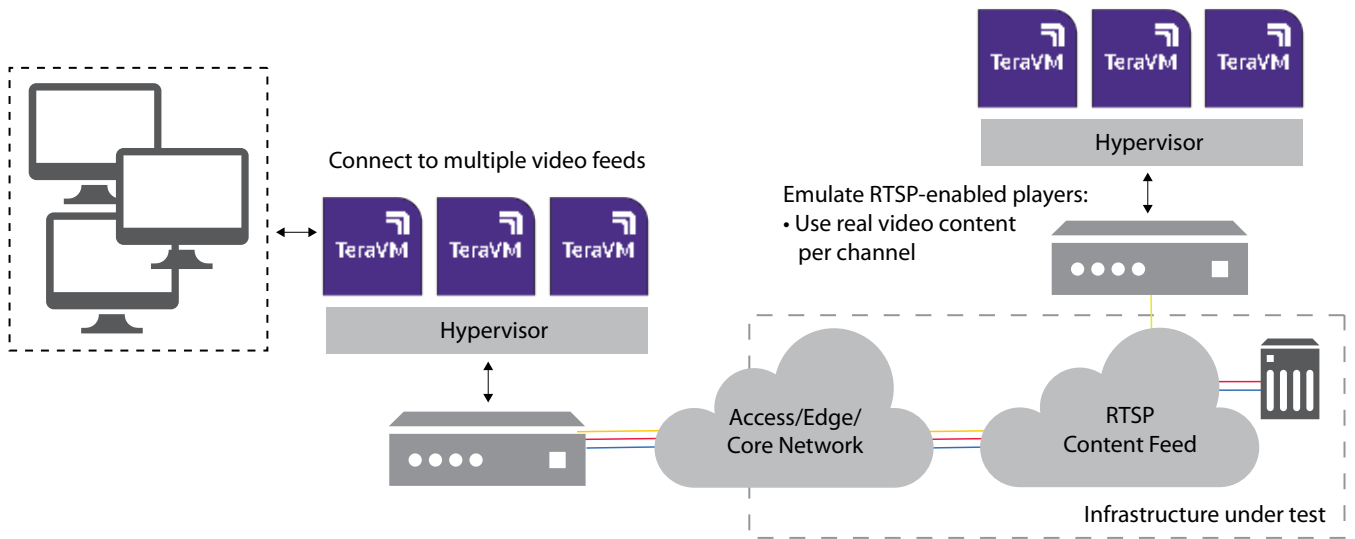 TeraVM TeraVM TeraVM
Hypervisor
Connect to multiple video feeds
TeraVM TeraVM TeraVM
Hypervisor
Emulate RTSP-enabled players:
• Use real video content
per channel
Access/Edge/
Core Network
RTSP
Content Feed
Infrastructure under test